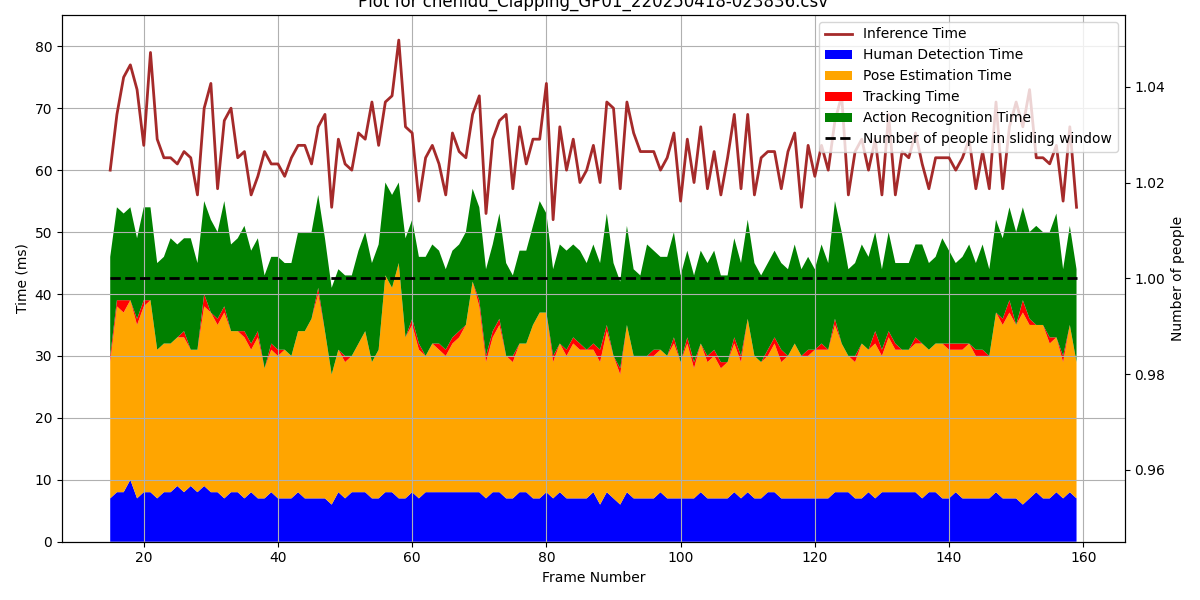 Plot for chenidu_Clapping_GP01_220250418-023836.csv
Inference Time
Human Detection Time
Pose Estimation Time
Tracking Time
Action Recognition Time
Number of people in sliding window
Time (ms)
80
70
60
50
40
30
20
10
0
1.04
1.02
1.00
0.98
0.96
Number of people
20
40
60
80
100
120
140
160
Frame Number